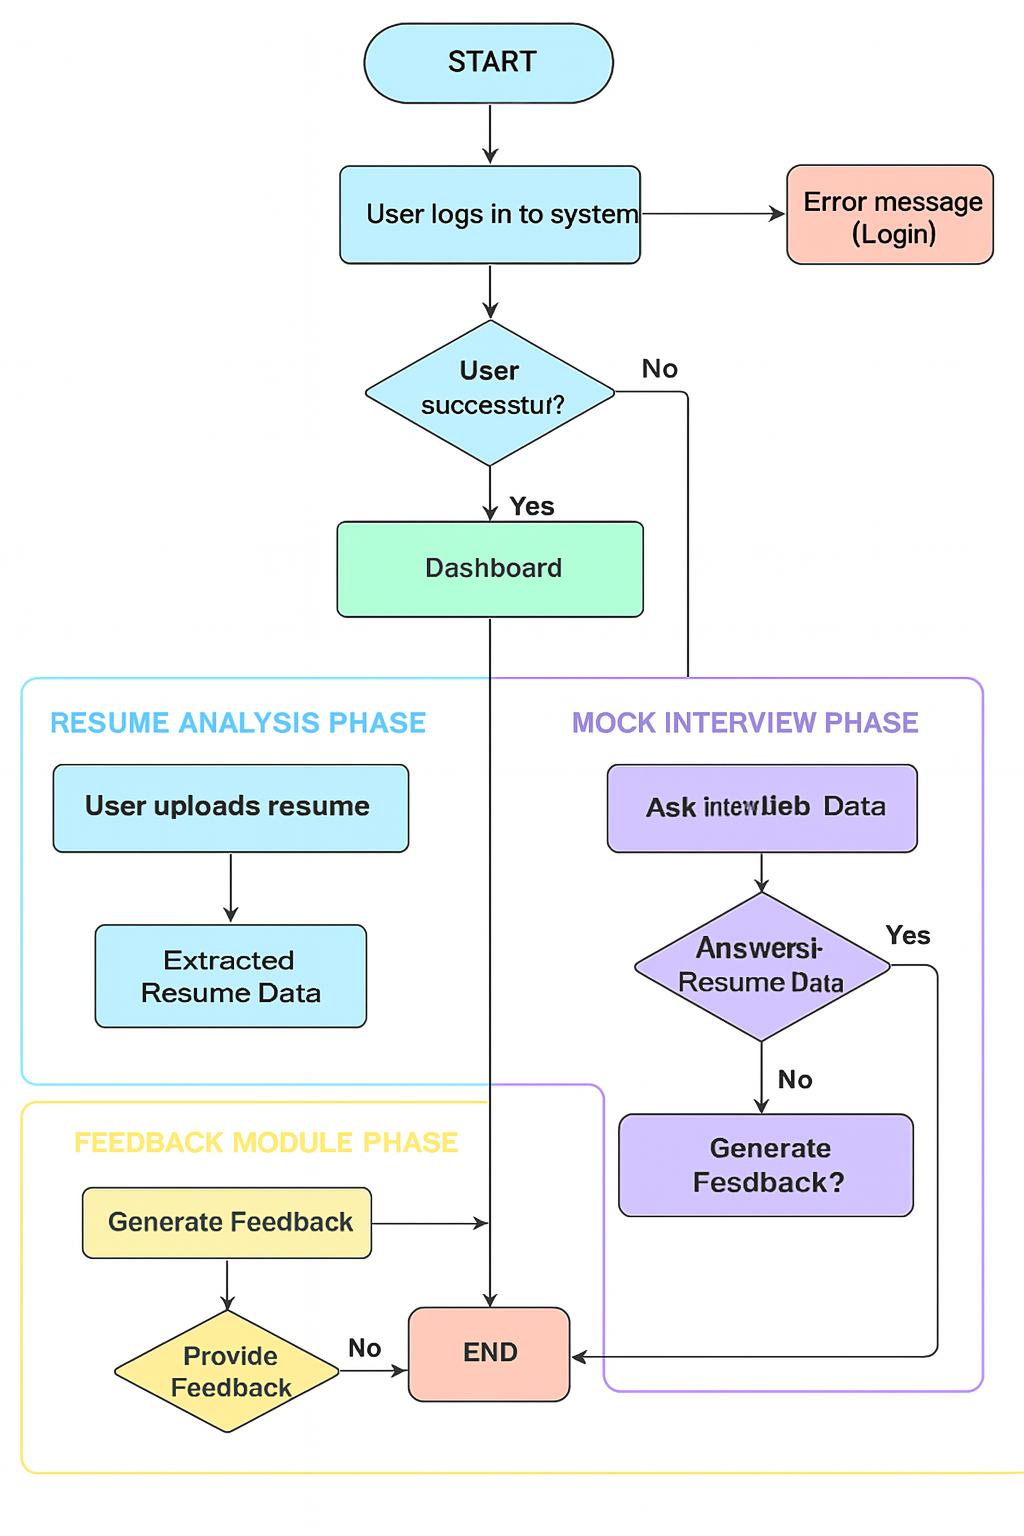 START
User logs in to system
Error message
(Login)
User
No
Yes
Dashboard
RESUME ANALYSIS PHASE
MOCK INTERVIEW PHASE
User uploads resume
Ask Data
Extracted
Resume Data
Yes
Answersi-
Resume Data
No
FEEDBACK MODULE PHASE
Generate
Fesdback?
Generate Feedback
No
Provide
Feedback
END